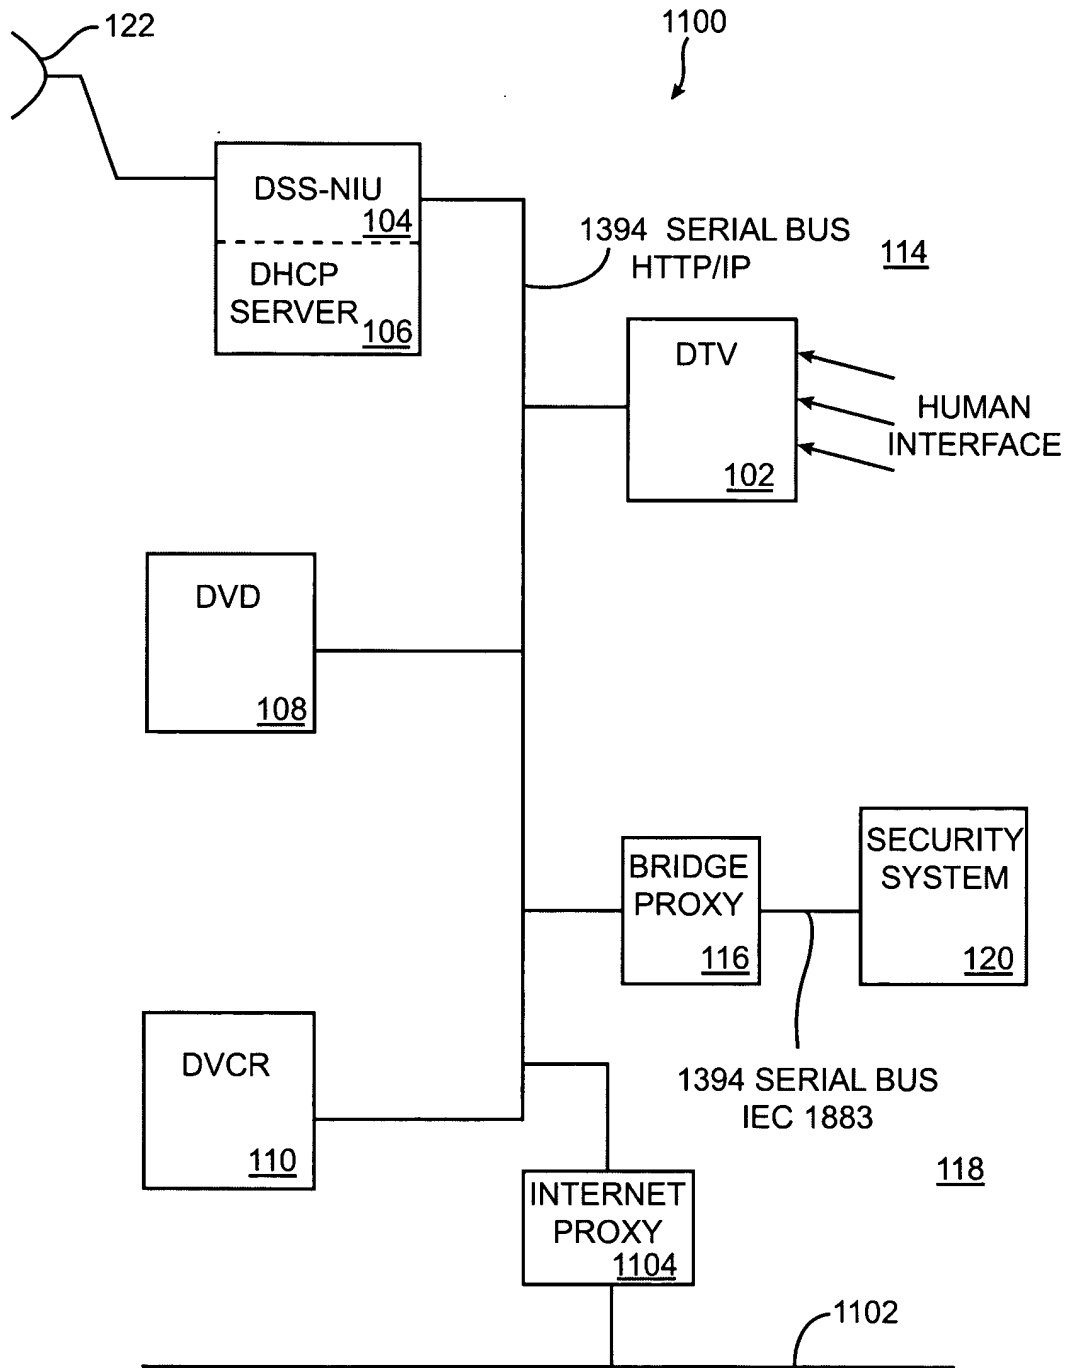 122
1100
DSS-NIU
104
DHCP
SERVER
106
1394 SERIAL BUS
HTTP/IP
114
DTV
102
HUMAN
INTERFACE
DVD
108
BRIDGE
PROXY
116
SECURITY
SYSTEM
120
1394 SERIAL BUS
IEC 1883
118
DVCR
110
INTERNET
PROXY
1104
1102